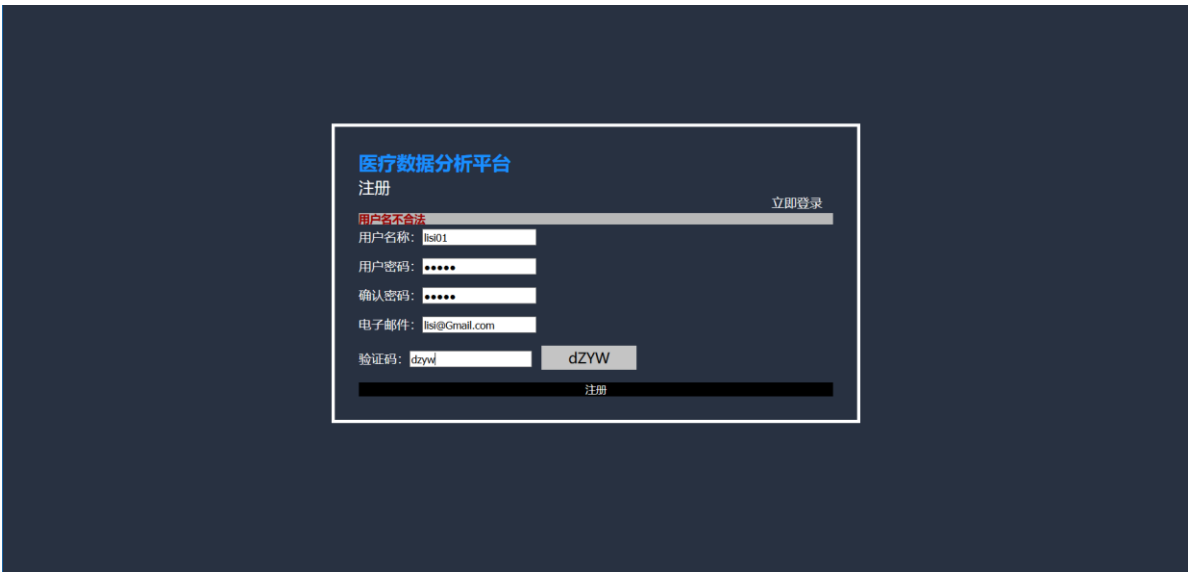 医疗数据分析平台
注册
立即登录
用户名不合法
用户名称: lisi01
用户密码: •••••
确认密码: •••••
电子邮件: lisi@Gmail.com
验证码: dzyw dZYW
注册